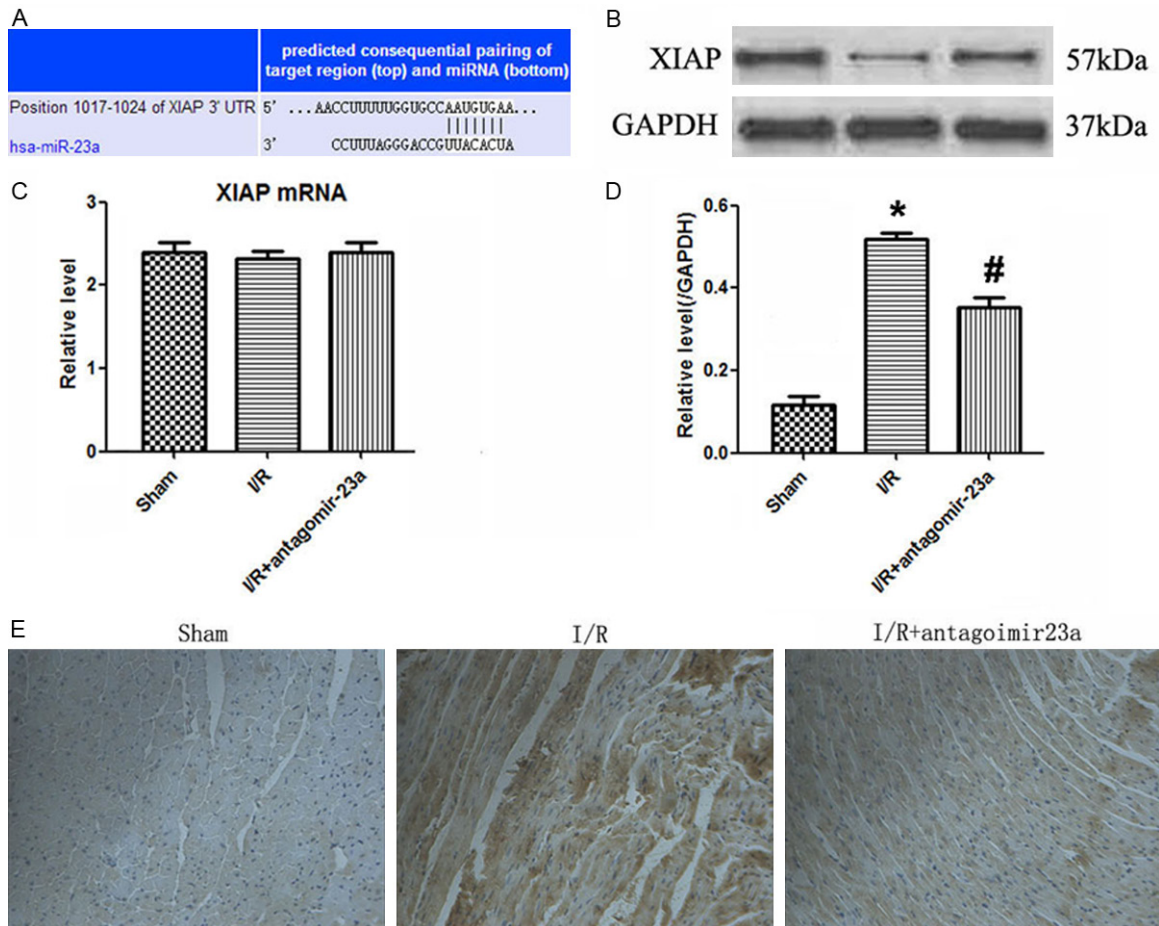 A
predicted consequential pairing of
target region (top) and miRNA (bottom)
Position 1017-1024 of XIAP 3' UTR 5' ...AACCUUUUUGGUGCCAAUGUGAA...
hsa-miR-23a 3' CCUUUAGGGACCGUUACACUA
B
XIAP 57kDa
GAPDH 37kDa
C
XIAP mRNA
Relative level
3
2
1
0
Sham
I/R
I/R+antagomir-23a
D
Relative level(/GAPDH)
0.6
0.4
0.2
0.0
*
#
Sham
I/R
I/R+antagomir-23a
E
Sham I/R I/R+antagoimir23a